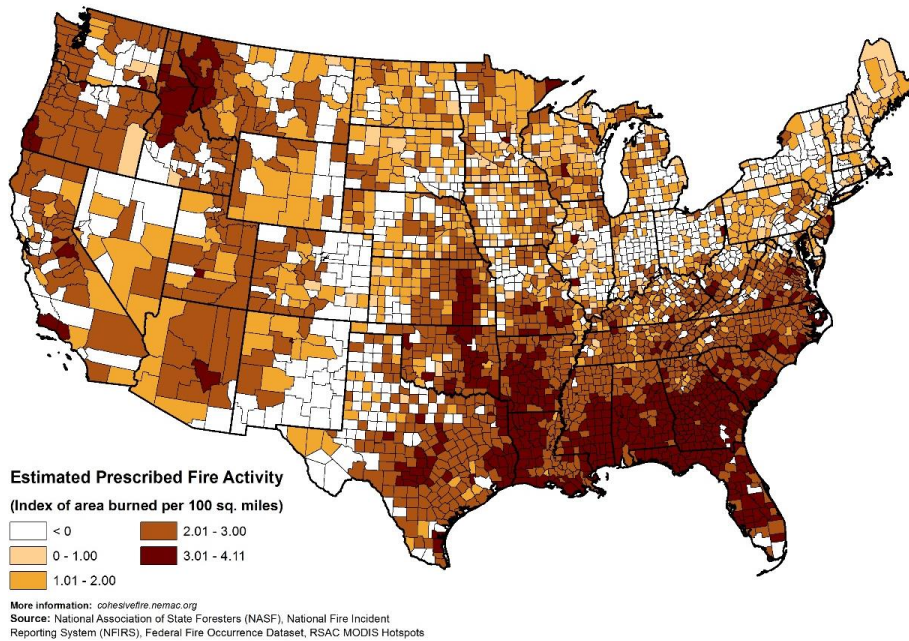 Estimated Prescribed Fire Activity
(Index of area burned per 100 sq. miles)
< 0
2.01 - 3.00
0 - 1.00
3.01 - 4.11
1.01 - 2.00
More information: cohesivefire.nemac.org
Source: National Association of State Foresters (NASF), National Fire Incident
Reporting System (NFIRS), Federal Fire Occurrence Dataset, RSAC MODIS Hotspots